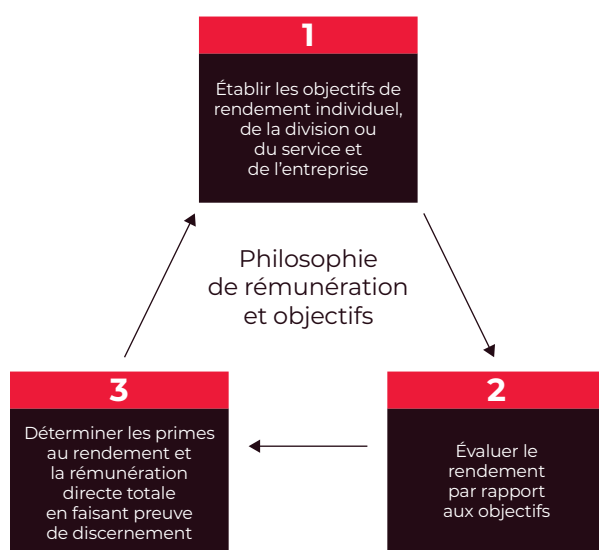 1
Établir les objectifs de
rendement individuel,
de la division ou
du service et
de l'entreprise
Philosophie
de rémunération
et objectifs
3
Déterminer les primes
au rendement et
la rémunération
directe totale
en faisant preuve
de discernement
2
Évaluer le
rendement
par rapport
aux objectifs